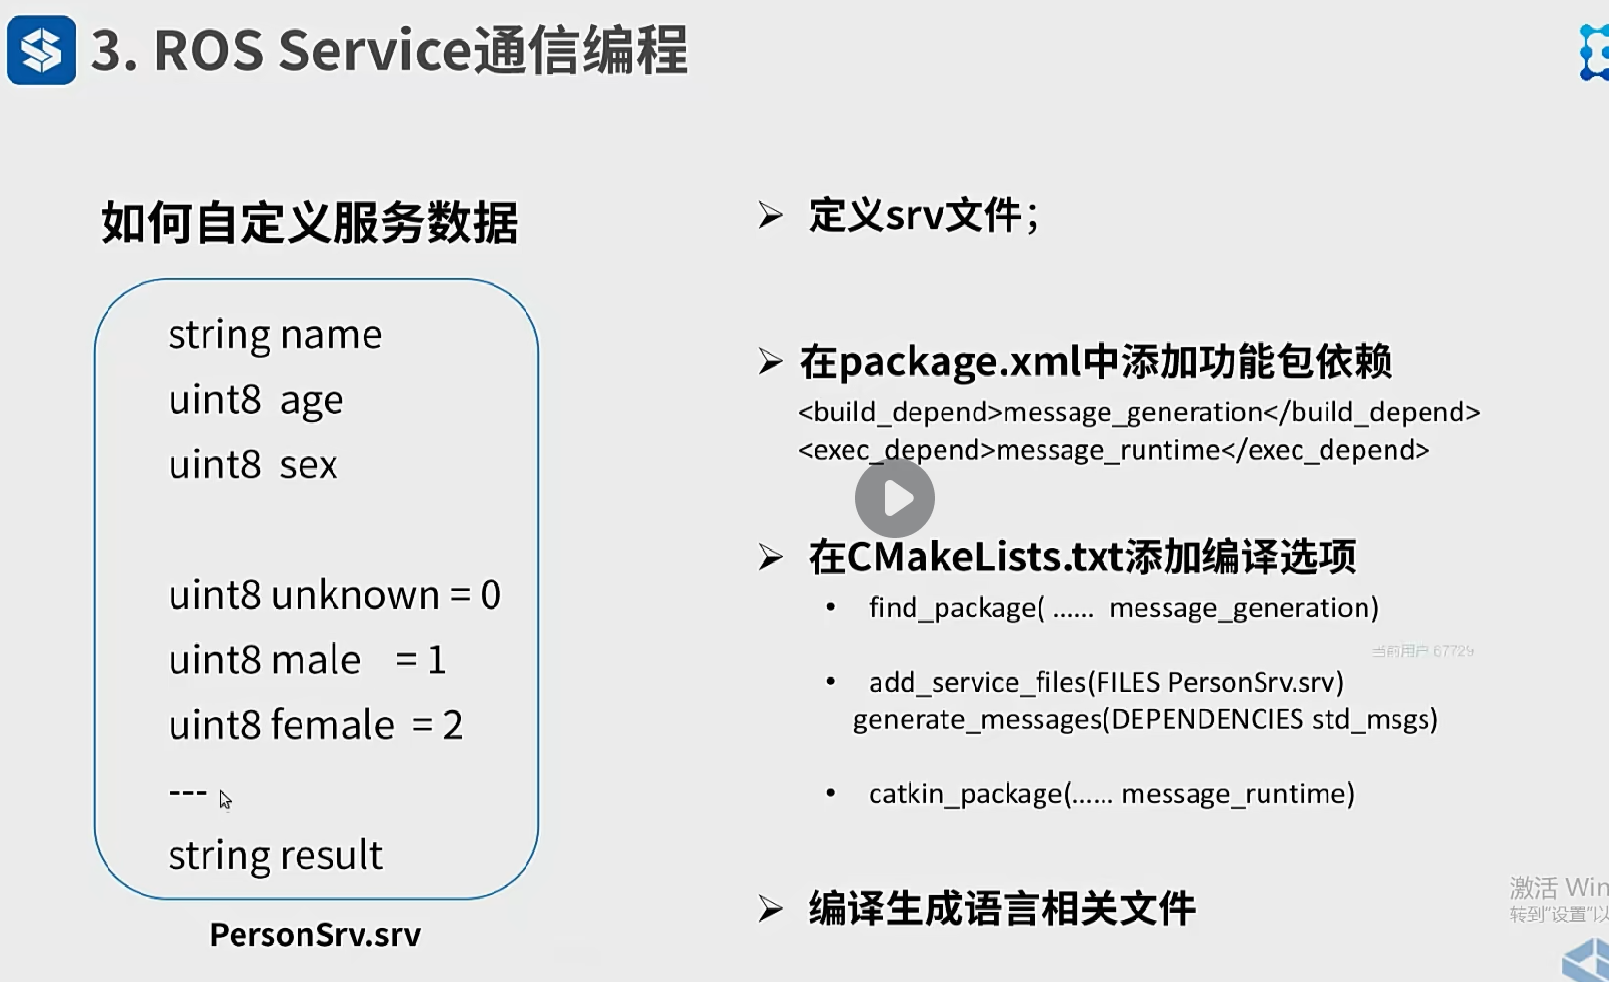 3. ROS Service通信编程
如何自定义服务数据
string name
uint8 age
uint8 sex
uint8 unknown = 0
uint8 male = 1
uint8 female = 2
---
string result
PersonSrv.srv
➢ 定义srv文件；
➢ 在package.xml中添加功能包依赖
<build_depend>message_generation</build_depend>
<exec_depend>message_runtime</exec_depend>
➢ 在CMakeLists.txt添加编译选项
• find_package( …… message_generation)
当前用户 67729
• add_service_files(FILES PersonSrv.srv)
generate_messages(DEPENDENCIES std_msgs)
• catkin_package(…… message_runtime)
➢ 编译生成语言相关文件
激活 Win
转到"设置"以